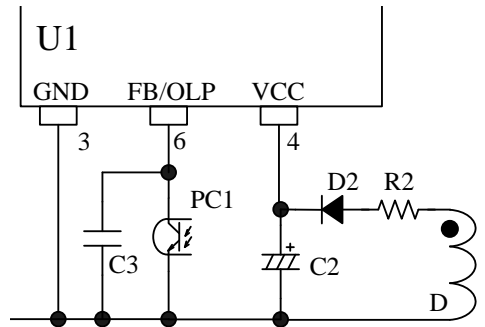 U1
GND FB/OLP VCC
3 6 4
D2 R2
PC1
C3 C2
+
D